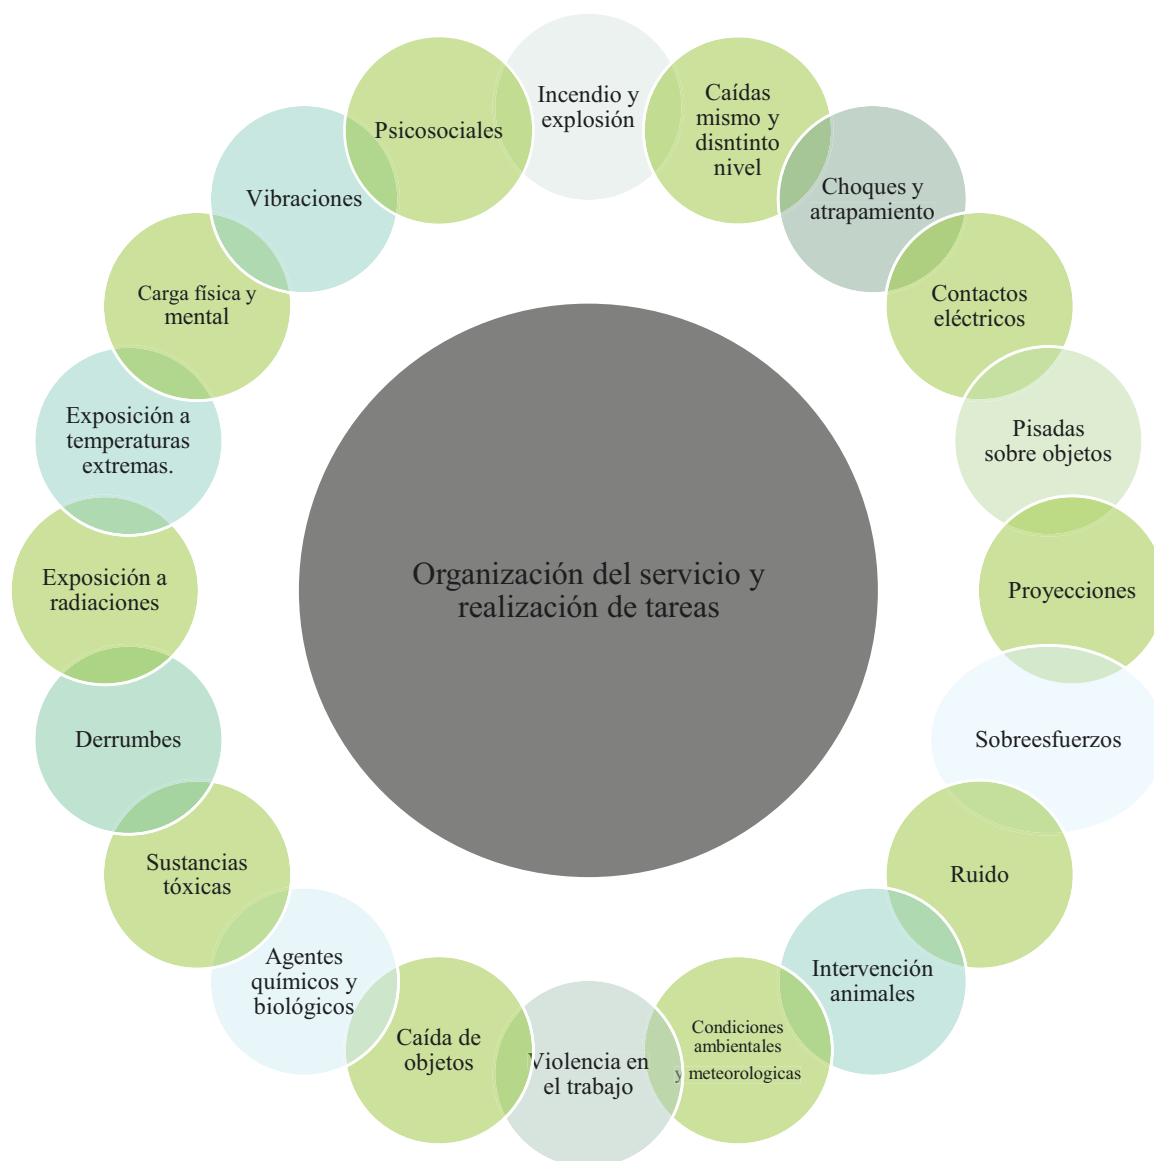 Incendio y
explosión
Caídas
mismo y
disntinto
nivel
Choques y
atrapamiento
Contactos
eléctricos
Pisadas
sobre objetos
Proyecciones
Sobreesfuerzos
Ruido
Intervención
animales
Condiciones
ambientales
y meteorologicas
Violencia en
el trabajo
Caída de
objetos
Agentes
químicos y
biológicos
Sustancias
tóxicas
Derrumbes
Exposición a
radiaciones
Exposición a
temperaturas
extremas.
Carga física y
mental
Vibraciones
Psicosociales
Organización del servicio y
realización de tareas